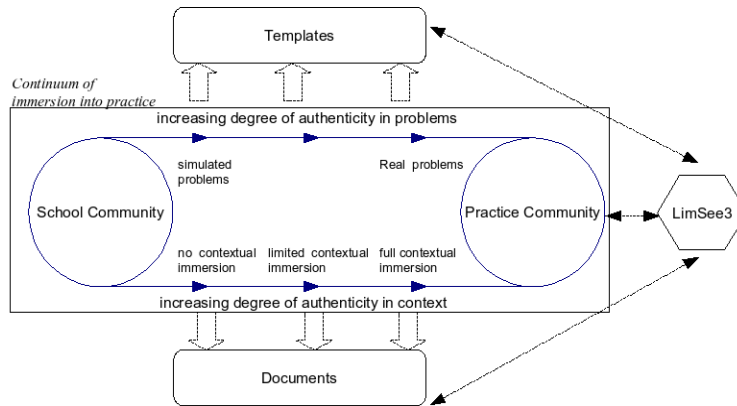 Templates
Continuum of
immersion into practice
increasing degree of authenticity in problems
simulated
problems
Real problems
School Community
Practice Community
LimSee3
no contextual
immersion
limited contextual
immersion
full contextual
immersion
increasing degree of authenticity in context
Documents